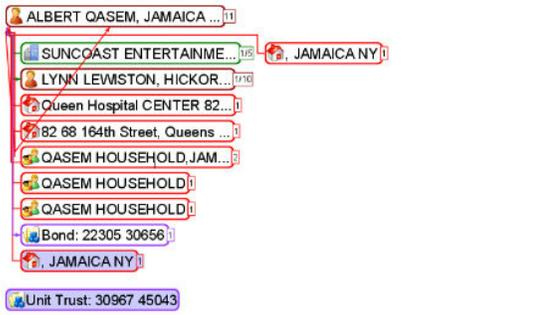 ALBERT QASEM, JAMAICA ... 11
SUNCOAST ENTERTAINME... 1/5
, JAMAICA NY 1
LYNN LEWISTON, HICKOR... 1/10
Queen Hospital CENTER 82... 1
82 68 164th Street, Queens ... 1
QASEM HOUSEHOLD,JAM... 2
QASEM HOUSEHOLD 1
QASEM HOUSEHOLD 1
Bond: 22305 30656 1
, JAMAICA NY 1
Unit Trust: 30967 45043